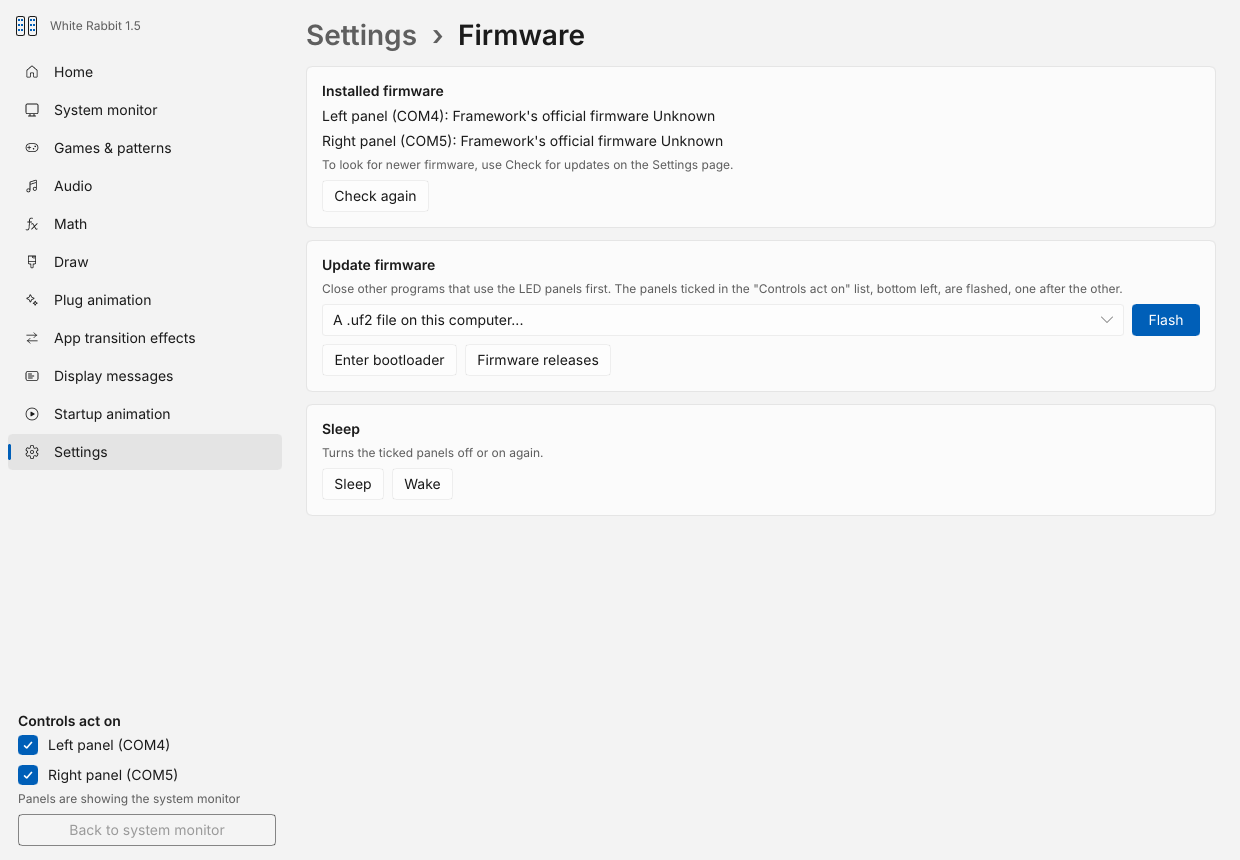 White Rabbit 1.5
Home
System monitor
Games & patterns
Audio
Math
Draw
Plug animation
App transition effects
Display messages
Startup animation
Settings
Controls act on
Left panel (COM4)
Right panel (COM5)
Panels are showing the system monitor
Back to system monitor
Settings › Firmware
Installed firmware
Left panel (COM4): Framework's official firmware Unknown
Right panel (COM5): Framework's official firmware Unknown
To look for newer firmware, use Check for updates on the Settings page.
Check again
Update firmware
Close other programs that use the LED panels first. The panels ticked in the "Controls act on" list, bottom left, are flashed, one after the other.
A .uf2 file on this computer...
Flash
Enter bootloader
Firmware releases
Sleep
Turns the ticked panels off or on again.
Sleep
Wake